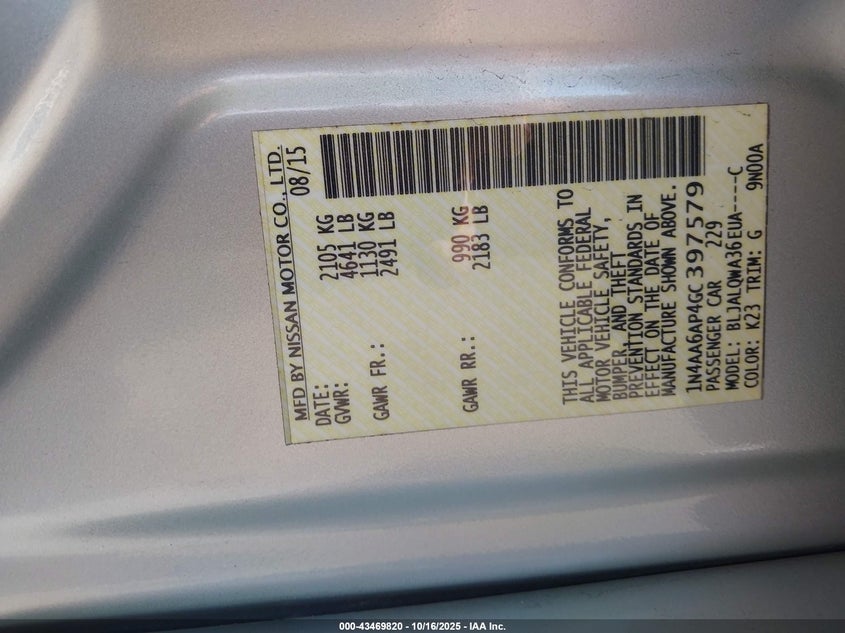 MFD BY NISSAN MOTOR CO., LTD.
DATE: 08/15
GVWR: 2105 KG
4641 LB
GAWR FR.: 1130 KG
2491 LB
GAWR RR.: 990 KG
2183 LB
THIS VEHICLE CONFORMS TO
ALL APPLICABLE FEDERAL
MOTOR VEHICLE SAFETY,
BUMPER, AND THEFT
PREVENTION STANDARDS IN
EFFECT ON THE DATE OF
MANUFACTURE SHOWN ABOVE.
1N4AA6AP4GC397579
PASSENGER CAR 229
MODEL: BLJALQWA36EUA----C
COLOR: K23 TRIM: G 9N00A
000-43469820 - 10/16/2025 - IAA Inc.